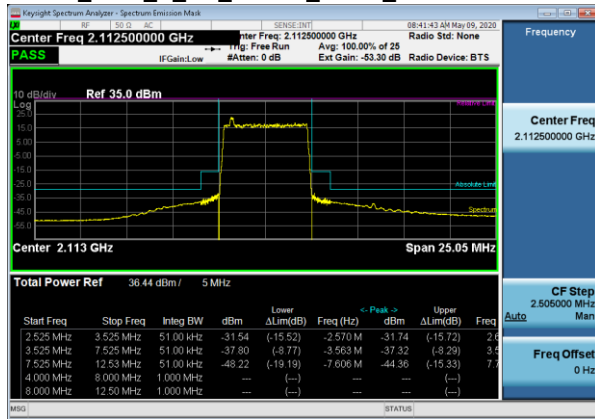 Keysight Spectrum Analyzer - Spectrum Emission Mask
RF 50 Ω AC SENSE:INT 08:41:43 AM May 09, 2020
Center Freq 2.112500000 GHz
Center Freq: 2.112500000 GHz Radio Std: None
Trig: Free Run Avg: 100.00% of 25
PASS IFGain:Low #Atten: 0 dB Ext Gain: -53.30 dB Radio Device: BTS
Frequency
10 dB/div Ref 35.0 dBm
Log
Relative Limit
25.0
15.0
5.00
-5.00
-15.0
-25.0
Absolute Limit
-35.0
Spectrum
-45.0
-55.0
Center 2.113 GHz Span 25.05 MHz
Center Freq
2.112500000 GHz
Total Power Ref 36.44 dBm / 5 MHz
Lower <- Peak -> Upper
Start Freq Stop Freq Integ BW dBm ΔLim(dB) Freq (Hz) dBm ΔLim(dB) Freq
2.525 MHz 3.525 MHz 51.00 kHz -31.54 (-15.52) -2.570 M -31.74 (-15.72) 2.6
3.525 MHz 7.525 MHz 51.00 kHz -37.80 (-8.77) -3.563 M -37.32 (-8.29) 3.5
7.525 MHz 12.53 MHz 51.00 kHz -48.22 (-19.19) -7.606 M -44.36 (-15.33) 7.7
4.000 MHz 8.000 MHz 1.000 MHz --- (---) --- (---)
8.000 MHz 12.50 MHz 1.000 MHz --- (---) --- (---)
CF Step
2.505000 MHz
Auto Man
Freq Offset
0 Hz
MSG STATUS